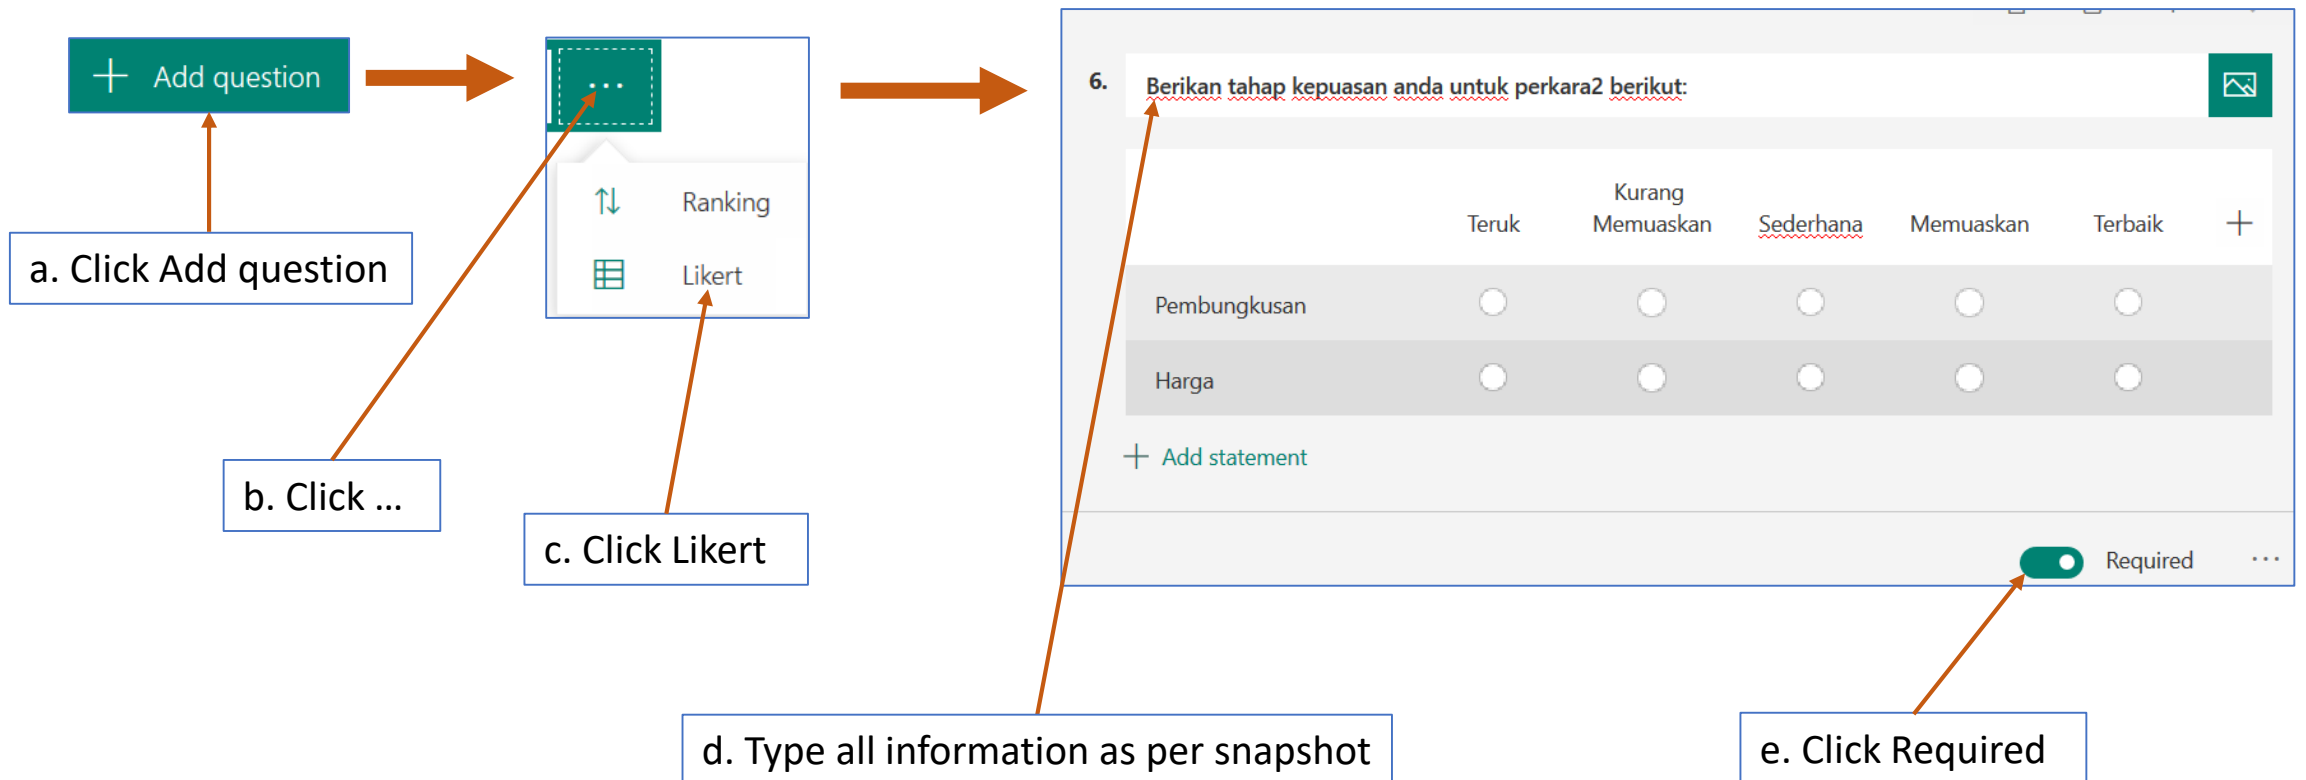 + Add question
...
Ranking
Likert
a. Click Add question
b. Click ...
c. Click Likert
6. Berikan tahap kepuasan anda untuk perkara2 berikut:
Teruk Kurang Memuaskan Sederhana Memuaskan Terbaik +
Pembungkusan
Harga
+ Add statement
Required ...
d. Type all information as per snapshot
e. Click Required